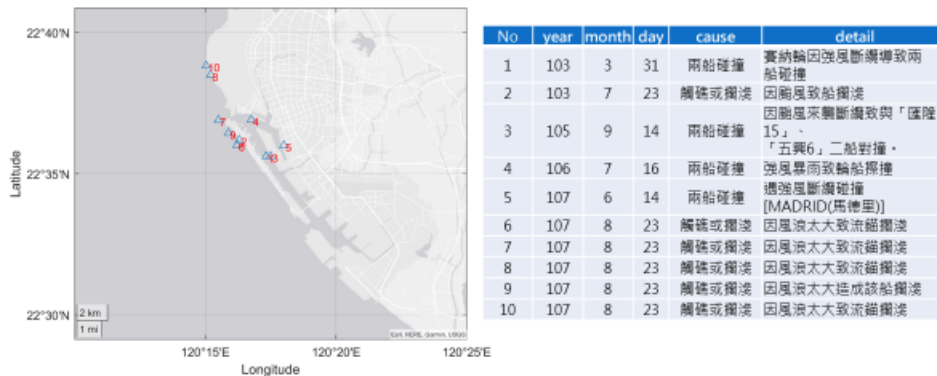 22°40'N
22°35'N
22°30'N
Latitude
10
8
7
4
9
2
6
5
13
2 km
1 mi
Esri, HERE, Garmin, USGS
120°15'E
120°20'E
120°25'E
Longitude
No year month day cause detail
1 103 3 31 兩船碰撞 賽納輪因強風斷纜導致兩
船碰撞
2 103 7 23 觸礁或擱淺 因颱風致船擱淺
3 105 9 14 兩船碰撞 因颱風來襲斷纜致與「匯隆
15」、
「五興6」二船對撞。
4 106 7 16 兩船碰撞 強風暴雨致輪船擦撞
5 107 6 14 兩船碰撞 遇強風斷纜碰撞
[MADRID(馬德里)]
6 107 8 23 觸礁或擱淺 因風浪太大致流錨擱淺
7 107 8 23 觸礁或擱淺 因風浪太大致流錨擱淺
8 107 8 23 觸礁或擱淺 因風浪太大致流錨擱淺
9 107 8 23 觸礁或擱淺 因風浪太大造成該船擱淺
10 107 8 23 觸礁或擱淺 因風浪太大致流錨擱淺